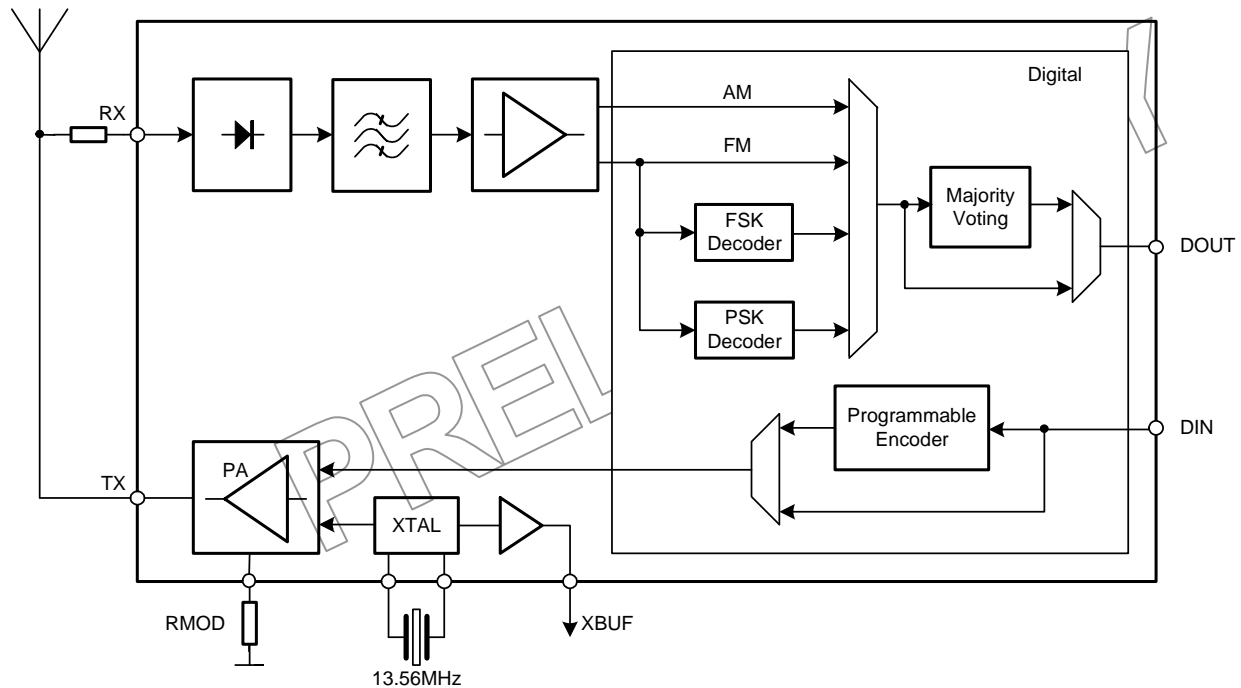 Digital
RX
AM
FM
FSK
Decoder
PSK
Decoder
Majority
Voting
DOUT
Programmable
Encoder
DIN
PREL
PA
TX
XTAL
RMOD
XBUF
13.56MHz